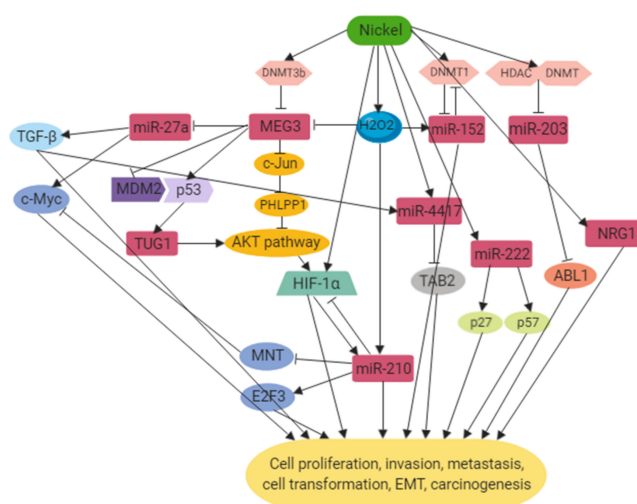 Nickel
DNMT3b
DNMT1
HDAC
DNMT
TGF-β
miR-27a
MEG3
H2O2
miR-152
miR-203
c-Jun
c-Myc
MDM2
p53
PHLPP1
miR-4417
TUG1
AKT pathway
NRG1
miR-222
HIF-1α
TAB2
ABL1
p27
p57
MNT
miR-210
E2F3
Cell proliferation, invasion, metastasis,
cell transformation, EMT, carcinogenesis